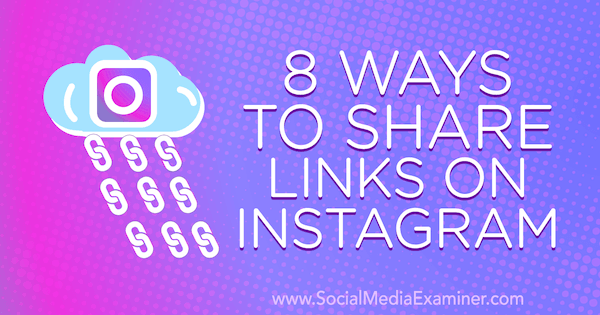 8 WAYS
TO SHARE
LINKS ON
INSTAGRAM
www.SocialMediaExaminer.com